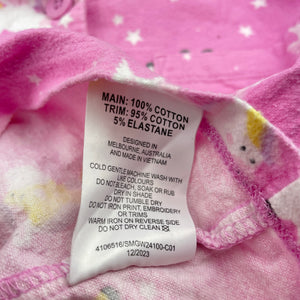 MAIN: 100% COTTON
TRIM: 95% COTTON
5% ELASTANE
DESIGNED IN
MELBOURNE, AUSTRALIA
AND MADE IN VIETNAM
COLD GENTLE MACHINE WASH WITH
LIKE COLOURS
DO NOT BLEACH, SOAK OR RUB
DRY IN SHADE
DO NOT TUMBLE DRY
DO NOT IRON PRINT, EMBROIDERY
OR TRIMS
WARM IRON ON REVERSE SIDE
DO NOT DRY CLEAN
4106516/SMGW24100-C01
12/2023